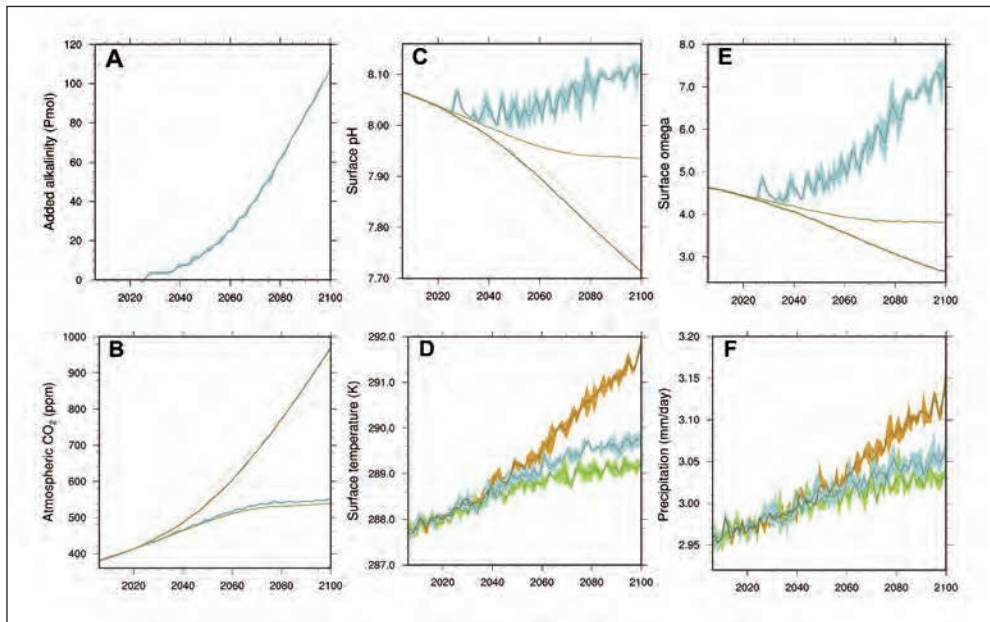 A
Added alkalinity (Pmol)
120
100
80
60
40
20
0
2020 2040 2060 2080 2100
C
Surface pH
8.10
8.00
7.90
7.80
7.70
2020 2040 2060 2080 2100
E
Surface omega
8.0
7.0
6.0
5.0
4.0
3.0
2020 2040 2060 2080 2100
B
Atmospheric CO₂ (ppm)
1000
900
800
700
600
500
400
2020 2040 2060 2080 2100
D
Surface temperature (K)
292.0
291.0
290.0
289.0
288.0
287.0
2020 2040 2060 2080 2100
F
Precipitation (mm/day)
3.20
3.15
3.10
3.05
3.00
2.95
2020 2040 2060 2080 2100